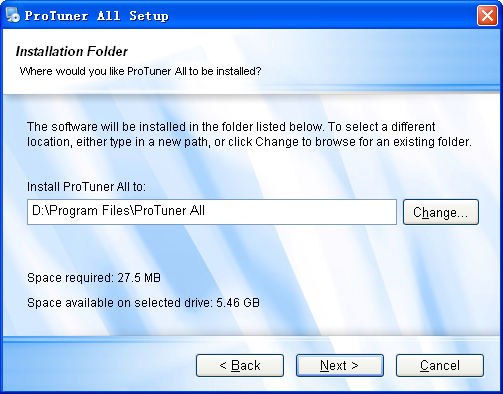 ProTuner All Setup
Installation Folder
Where would you like ProTuner All to be installed?
The software will be installed in the folder listed below. To select a different
location, either type in a new path, or click Change to browse for an existing folder.
Install ProTuner All to:
D:\Program Files\ProTuner All
Change...
Space required: 27.5 MB
Space available on selected drive: 5.46 GB
< Back
Next >
Cancel